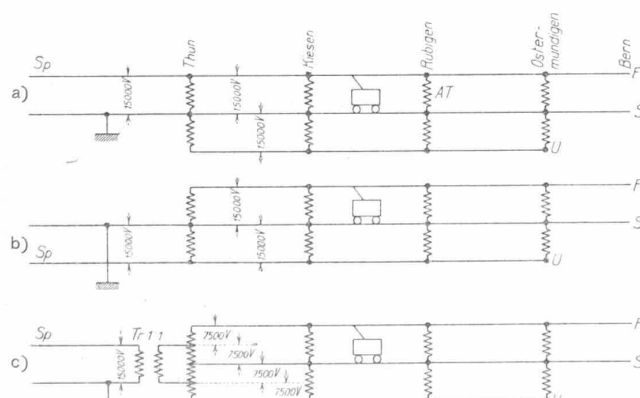 Thun
Kiesen
Rubigen
Oster-
mundigen
Bern
Sp
F
a)
15000V
15000V
AT
S
15000V
U
F
15000V
b)
S
Sp
15000V
15000V
U
F
Sp
Tr 1:1
7500V
7500V
c)
15000V
S
7500V
7500V